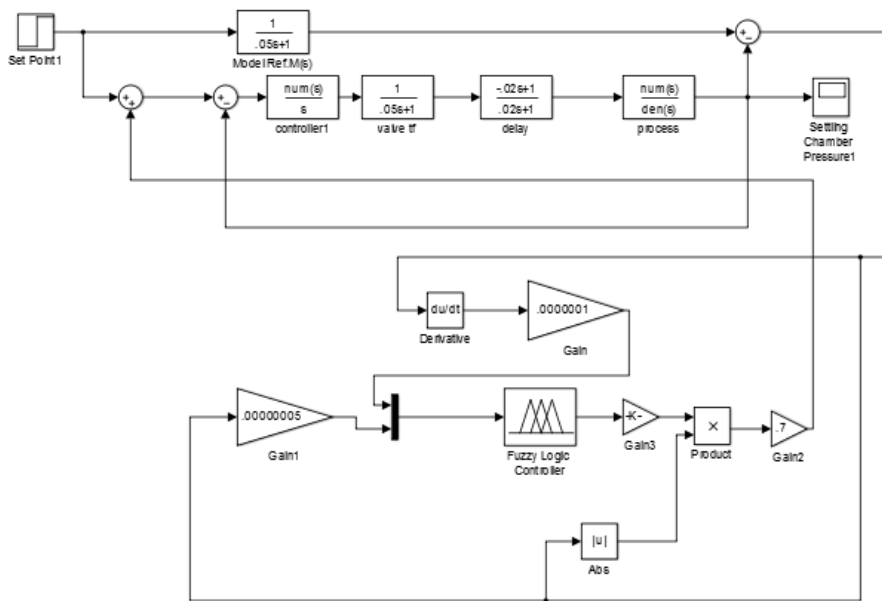 Set Point1
1
.05s+1
Model Ref.M(s)
+
-
+
+
+
-
num(s)
s
controller1
1
.05s+1
valve tf
-.02s+1
.02s+1
delay
num(s)
den(s)
process
Settling
Chamber
Pressure1
du/dt
Derivative
.0000001
Gain
.00000005
Gain1
Fuzzy Logic
Controller
-K-
Gain3
×
Product
.7
Gain2
|u|
Abs